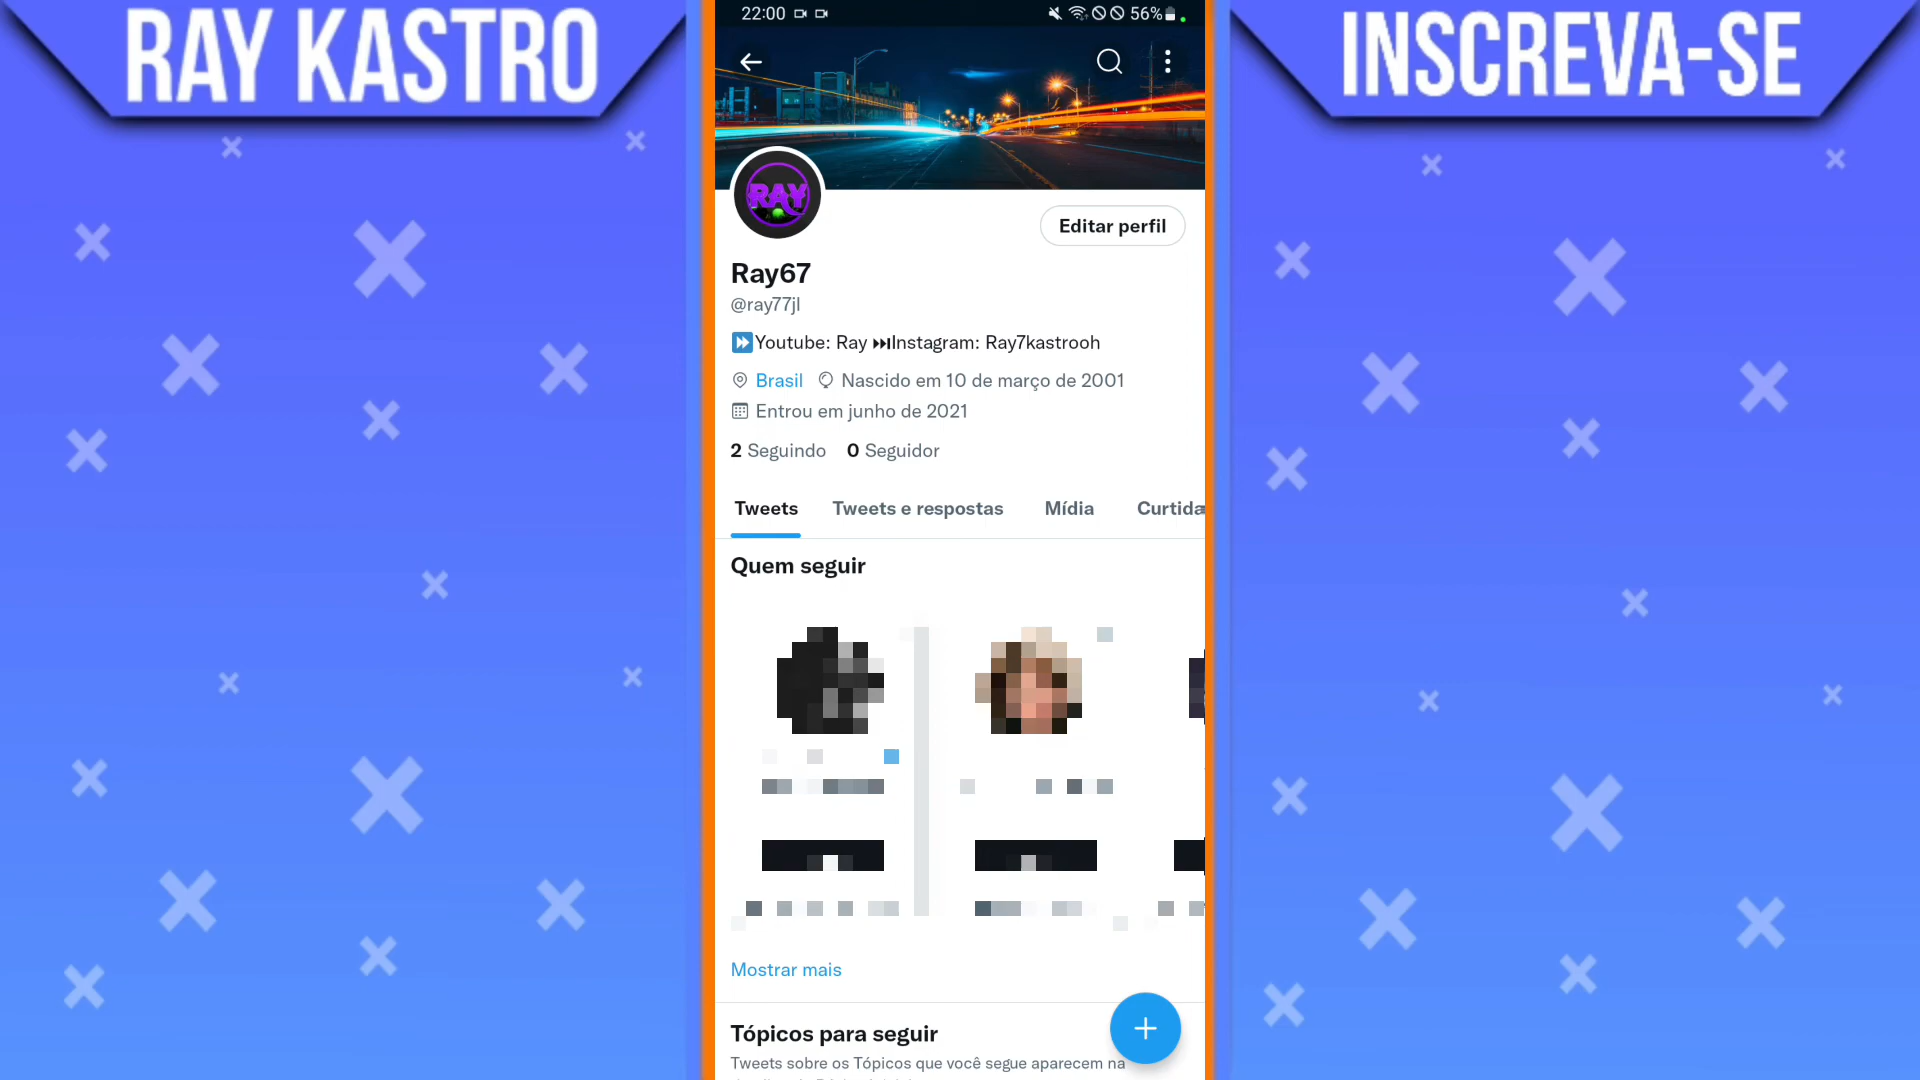 RAY KASTRO
INSCREVA-SE
22:00
56%
RAY
Editar perfil
Ray67
@ray77jl
⏩Youtube: Ray ⏭Instagram: Ray7kastrooh
Brasil Nascido em 10 de março de 2001
Entrou em junho de 2021
2 Seguindo 0 Seguidor
Tweets Tweets e respostas Mídia Curtida
Quem seguir
Mostrar mais
Tópicos para seguir
Tweets sobre os Tópicos que você segue aparecem na